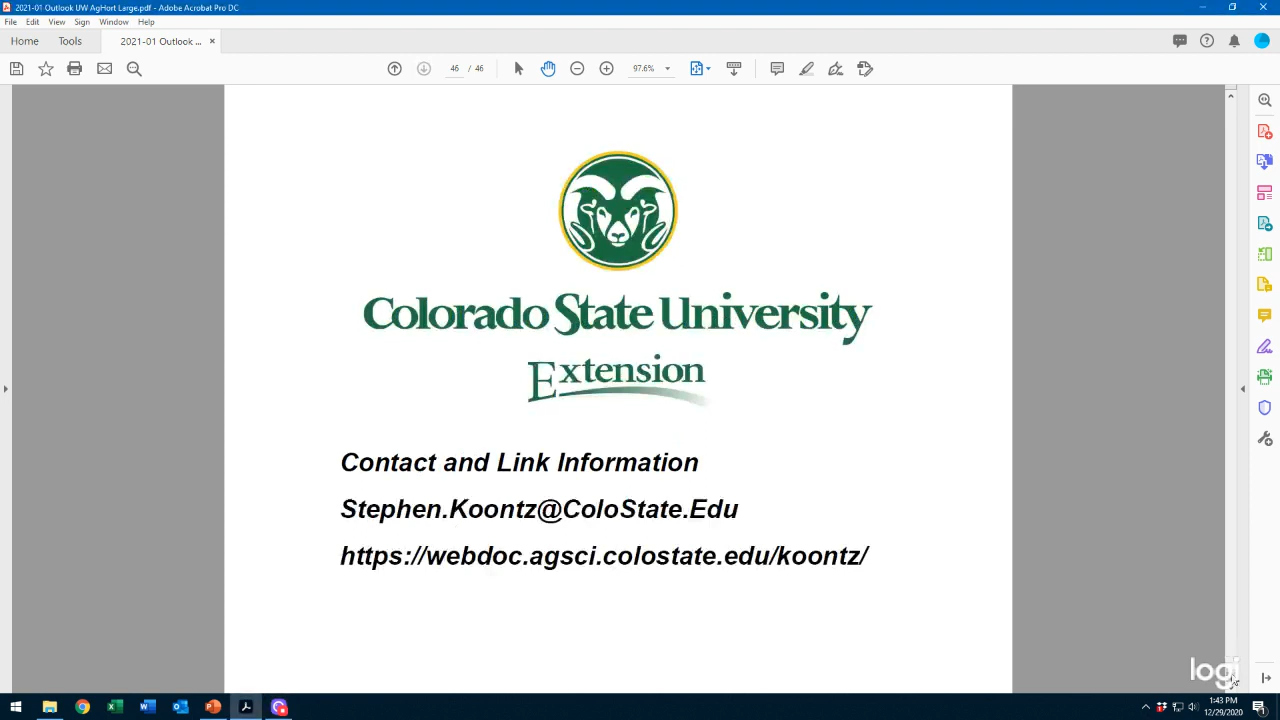 2021-01 Outlook UW AgHort Large.pdf - Adobe Acrobat Pro DC
File Edit View Sign Window Help
Home Tools 2021-01 Outlook ... ×
46 / 46 97.6%
Colorado State University
Extension
Contact and Link Information
Stephen.Koontz@ColoState.Edu
https://webdoc.agsci.colostate.edu/koontz/
logi
1:43 PM
12/29/2020
1